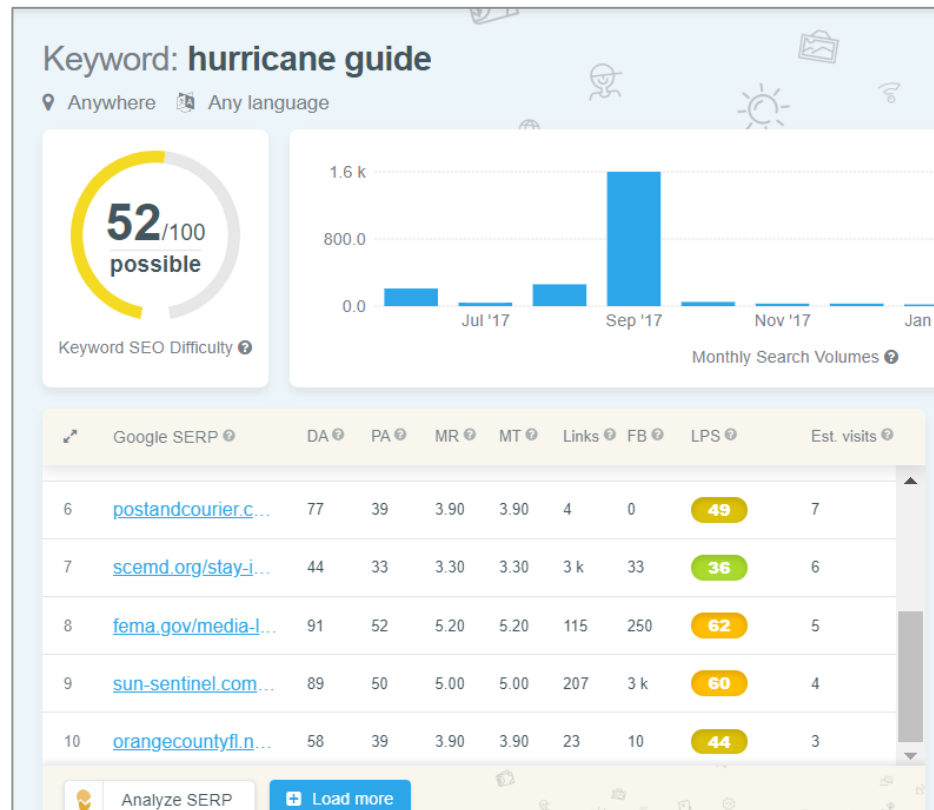 Keyword: hurricane guide
Anywhere Any language
52/100
possible
Keyword SEO Difficulty
1.6 k
800.0
0.0
Jul '17 Sep '17 Nov '17 Jan
Monthly Search Volumes
Google SERP DA PA MR MT Links FB LPS Est. visits
6 postandcourier.c... 77 39 3.90 3.90 4 0 49 7
7 scemd.org/stay-i... 44 33 3.30 3.30 3 k 33 36 6
8 fema.gov/media-l... 91 52 5.20 5.20 115 250 62 5
9 sun-sentinel.com... 89 50 5.00 5.00 207 3 k 60 4
10 orangecountyfl.n... 58 39 3.90 3.90 23 10 44 3
Analyze SERP Load more